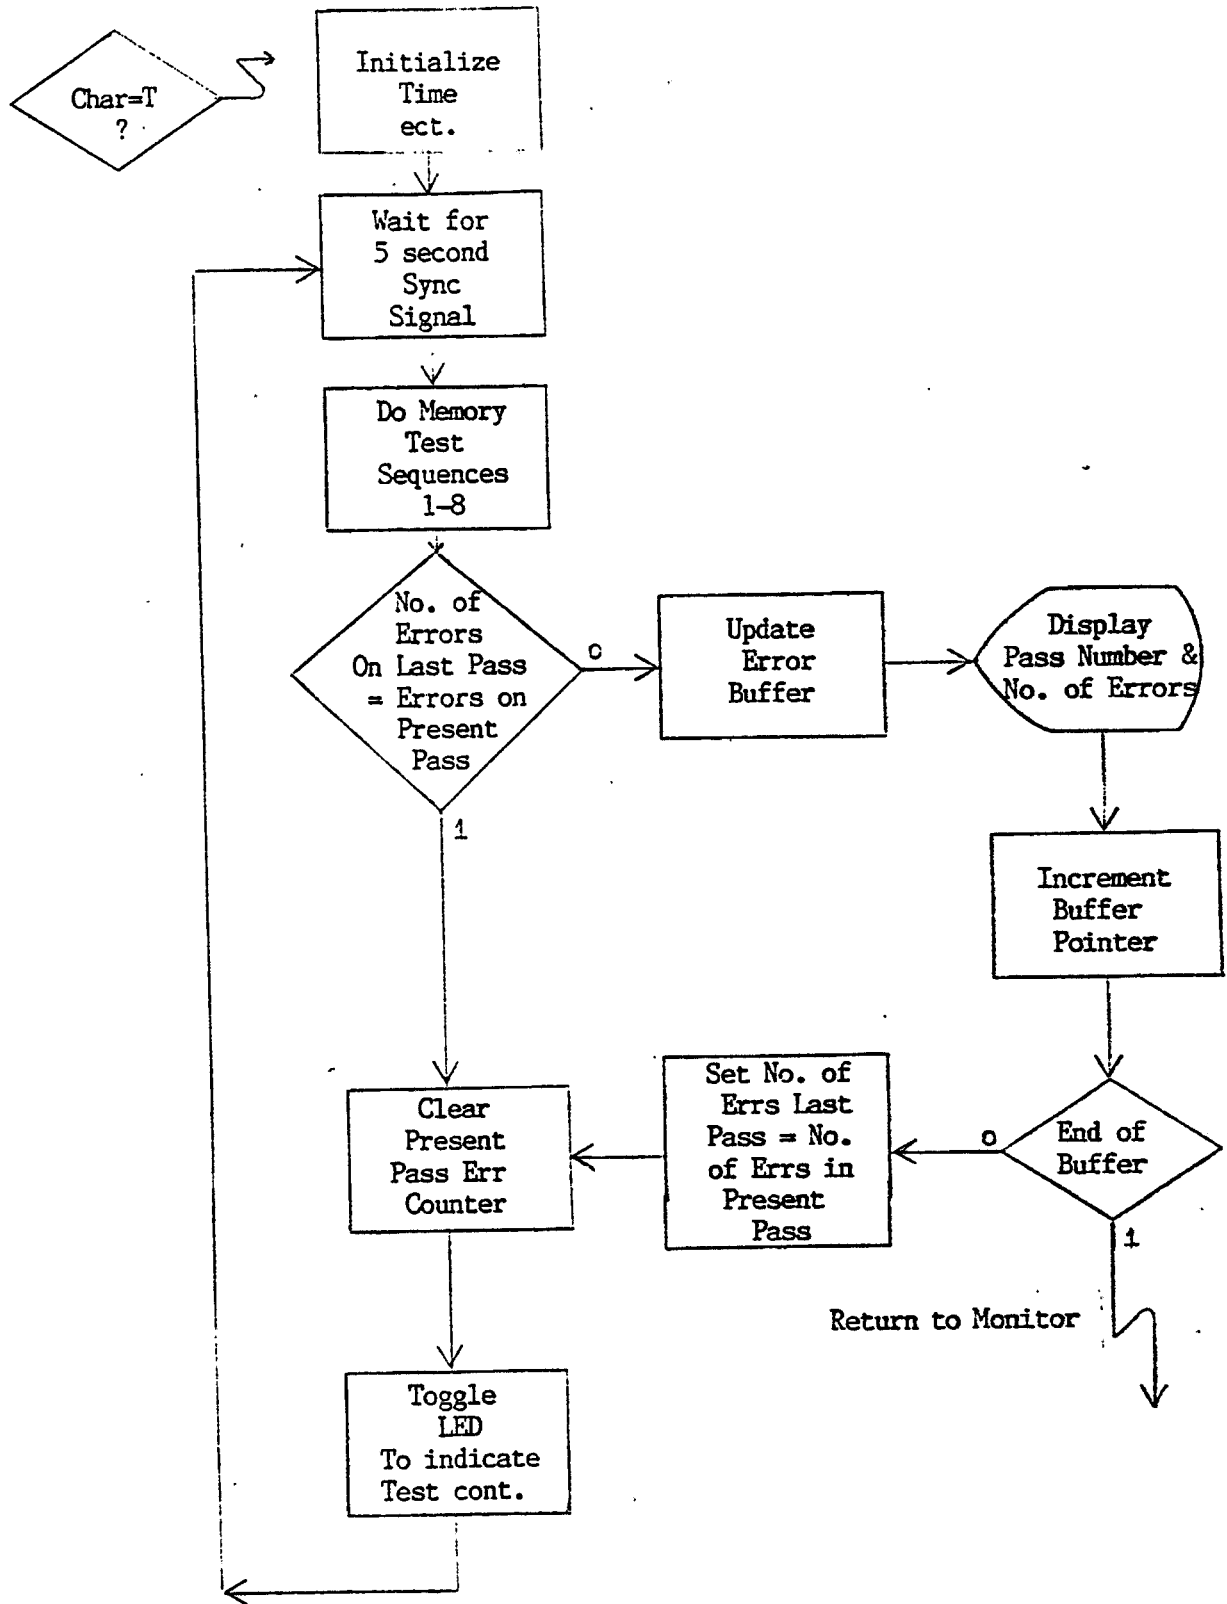 Char=T
?
Initialize
Time
ect.
Wait for
5 second
Sync
Signal
Do Memory
Test
Sequences
1-8
No. of
Errors
On Last Pass
= Errors on
Present
Pass
0
1
Update
Error
Buffer
Display
Pass Number &
No. of Errors
Increment
Buffer
Pointer
End of
Buffer
0
1
Set No. of
Errs Last
Pass = No.
of Errs in
Present
Pass
Return to Monitor
Clear
Present
Pass Err
Counter
Toggle
LED
To indicate
Test cont.